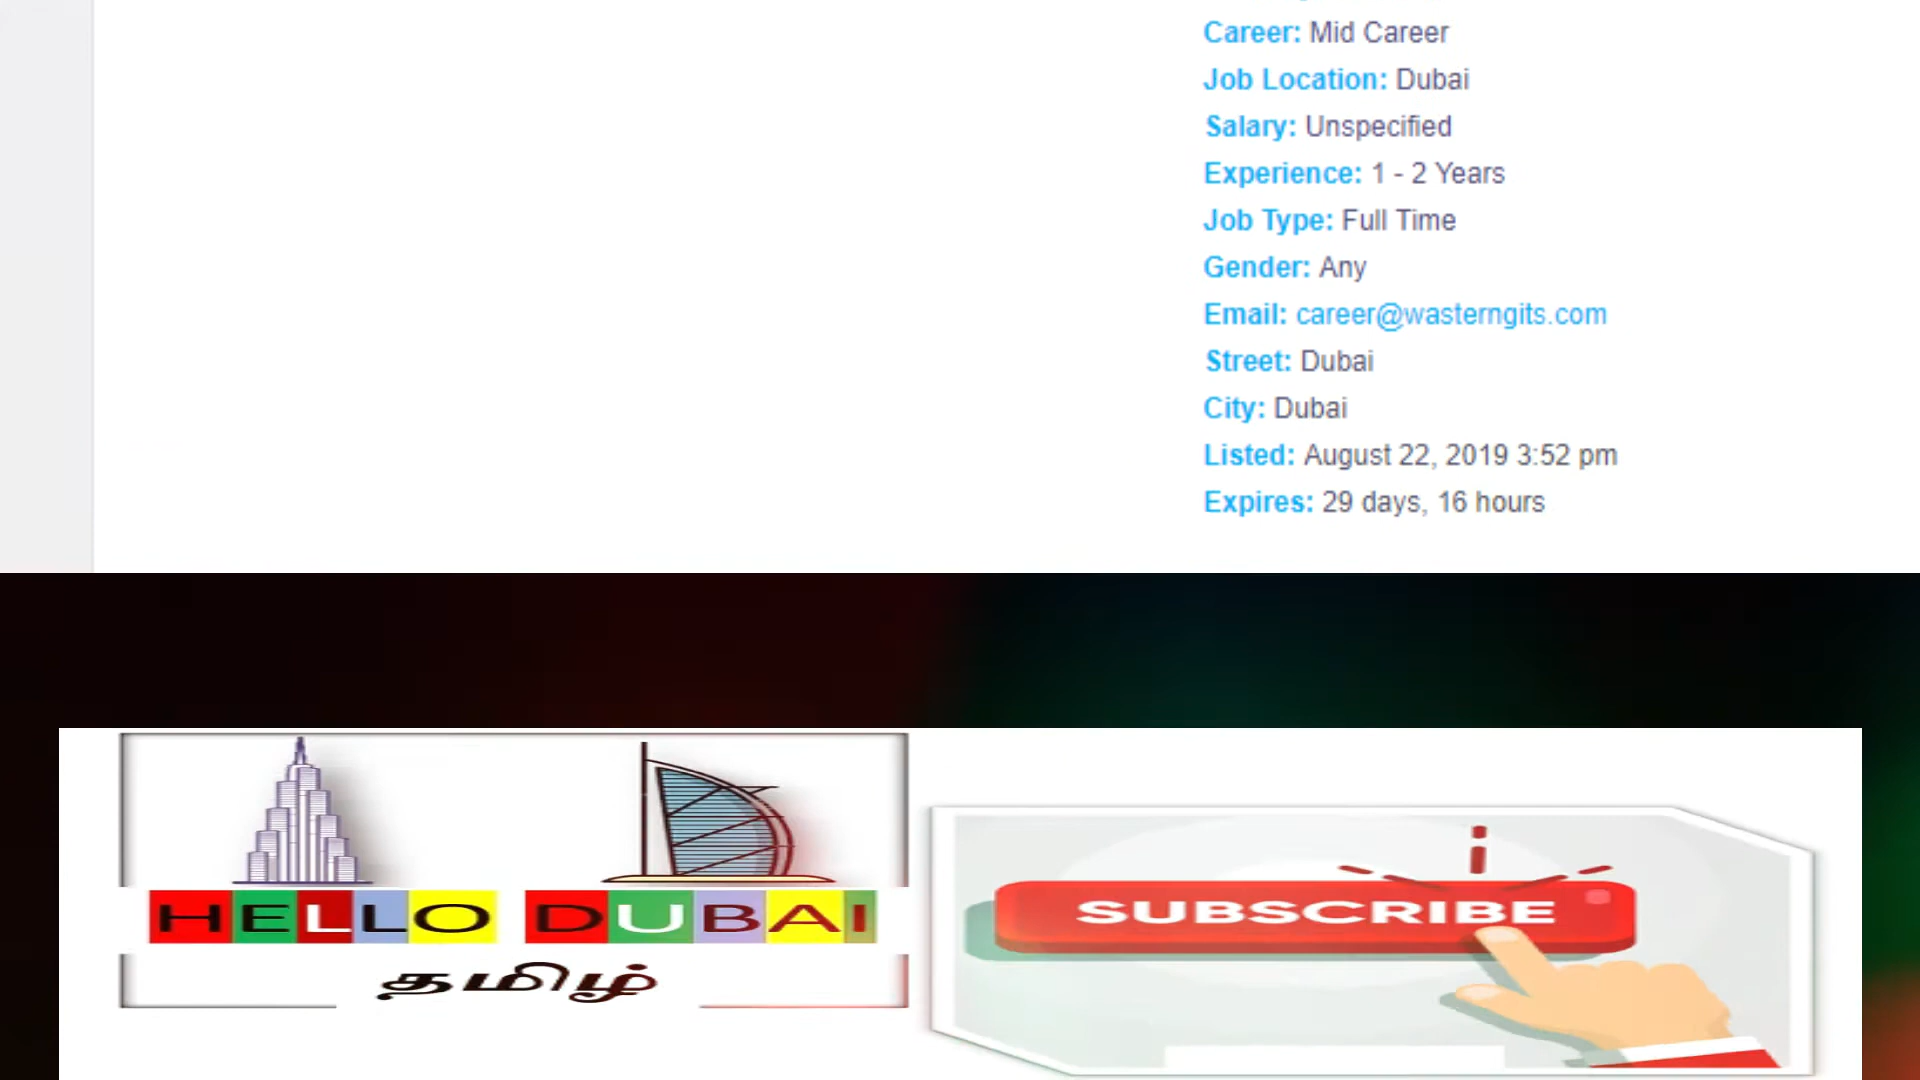 Career: Mid Career
Job Location: Dubai
Salary: Unspecified
Experience: 1 - 2 Years
Job Type: Full Time
Gender: Any
Email: career@wasterngits.com
Street: Dubai
City: Dubai
Listed: August 22, 2019 3:52 pm
Expires: 29 days, 16 hours
HELLO DUBAI
தமிழ்
SUBSCRIBE